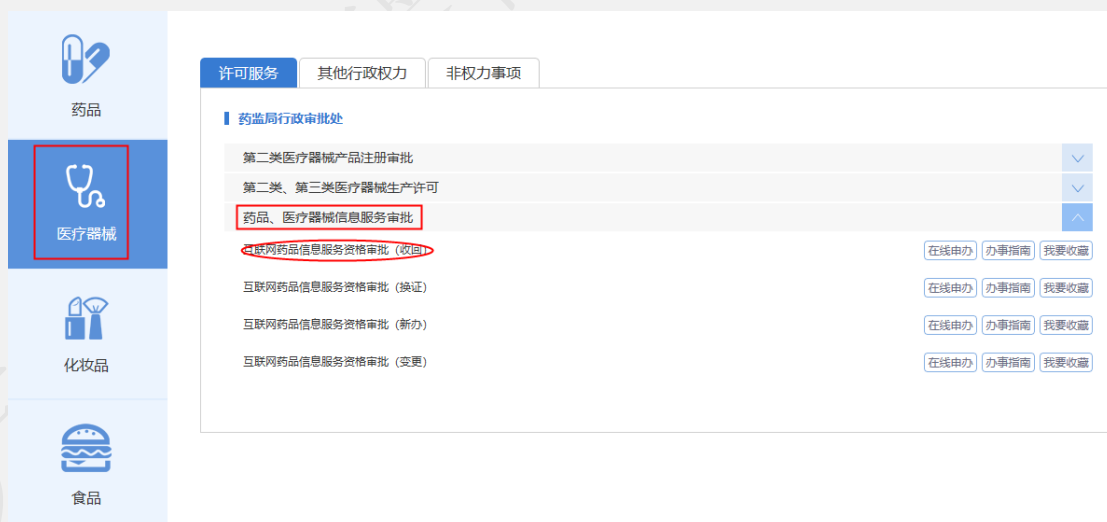 药品
医疗器械
化妆品
食品
许可服务 其他行政权力 非权力事项
药监局行政审批处
第二类医疗器械产品注册审批
第二类、第三类医疗器械生产许可
药品、医疗器械信息服务审批
互联网药品信息服务资格审批（收回） 在线申办 办事指南 我要收藏
互联网药品信息服务资格审批（换证） 在线申办 办事指南 我要收藏
互联网药品信息服务资格审批（新办） 在线申办 办事指南 我要收藏
互联网药品信息服务资格审批（变更） 在线申办 办事指南 我要收藏